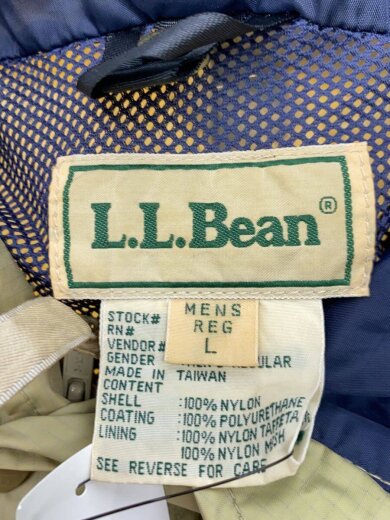 L.L.Bean®
MENS
REG
L
STOCK#
RN#
VENDOR#
GENDER
MADE IN TAIWAN
CONTENT
SHELL :100% NYLON
COATING :100% POLYURETHANE
LINING :100% NYLON TAFFETA
100% NYLON MESH
SEE REVERSE FOR CARE